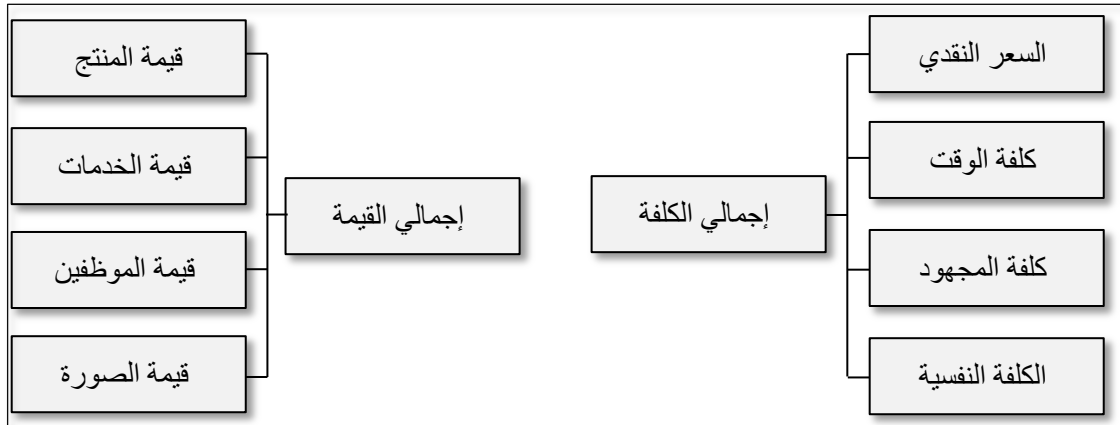 السعر النقدي
كلفة الوقت
إجمالي الكلفة
كلفة المجهود
الكلفة النفسية
قيمة المنتج
قيمة الخدمات
إجمالي القيمة
قيمة الموظفين
قيمة الصورة